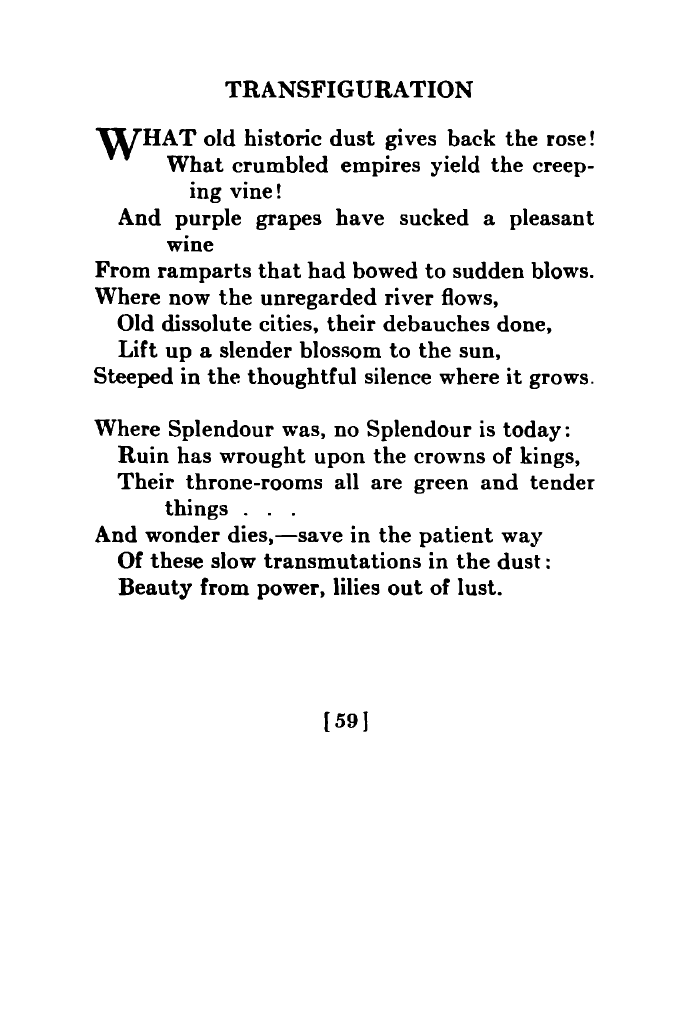 TRANSFIGURATION
WHAT old historic dust gives back the rose!
What crumbled empires yield the creep-
ing vine!
And purple grapes have sucked a pleasant
wine
From ramparts that had bowed to sudden blows.
Where now the unregarded river flows,
Old dissolute cities, their debauches done,
Lift up a slender blossom to the sun,
Steeped in the thoughtful silence where it grows.
Where Splendour was, no Splendour is today:
Ruin has wrought upon the crowns of kings,
Their throne-rooms all are green and tender
things . . .
And wonder dies,—save in the patient way
Of these slow transmutations in the dust:
Beauty from power, lilies out of lust.
[59]